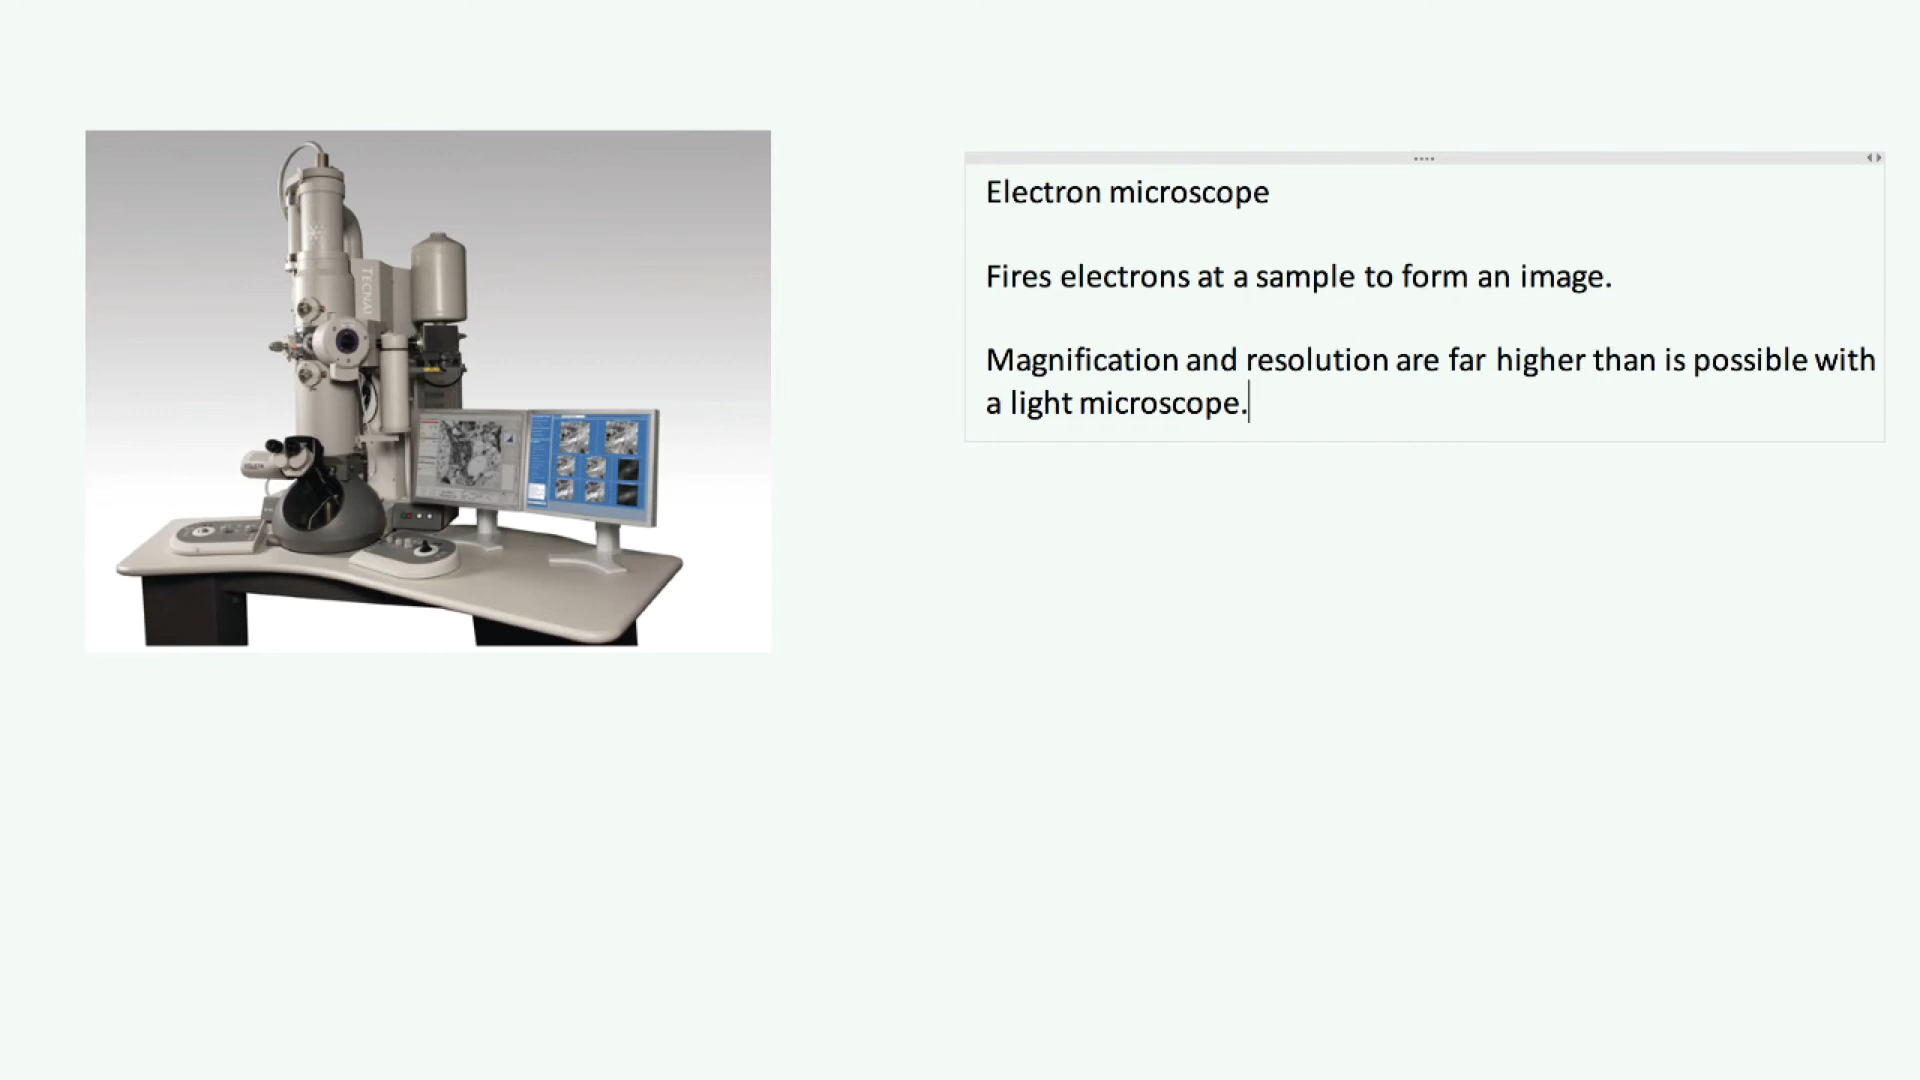 TECNAI
Electron microscope
Fires electrons at a sample to form an image.
Magnification and resolution are far higher than is possible with
a light microscope.